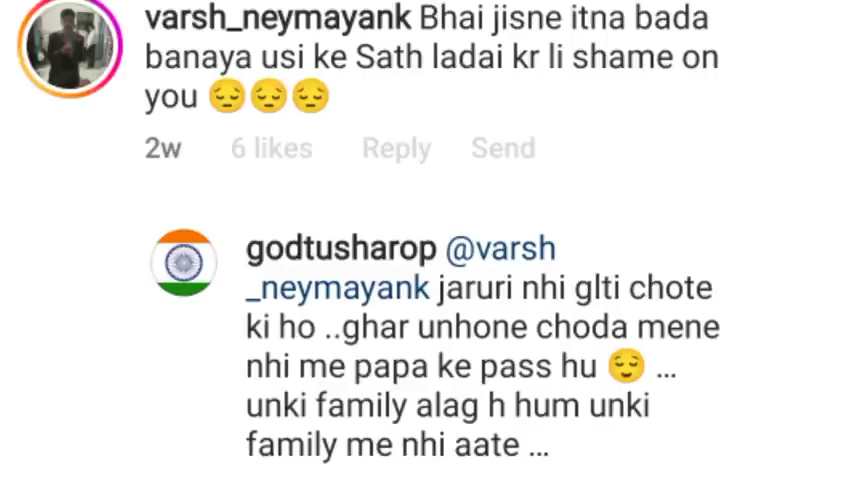 varsh_neymayank Bhai jisne itna bada
banaya usi ke Sath ladai kr li shame on
you 😔😔😔
2w 6 likes Reply Send
godtusharop @varsh
_neymayank jaruri nhi glti chote
ki ho ..ghar unhone choda mene
nhi me papa ke pass hu 😌 ...
unki family alag h hum unki
family me nhi aate ...